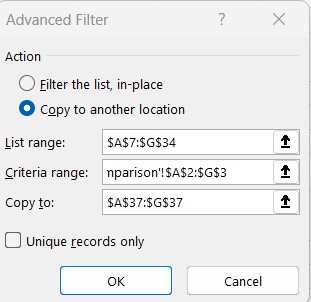 Advanced Filter ? ×
Action
Filter the list, in-place
Copy to another location
List range: $A$7:$G$34
Criteria range: nparison'!$A$2:$G$3
Copy to: $A$37:$G$37
Unique records only
OK Cancel